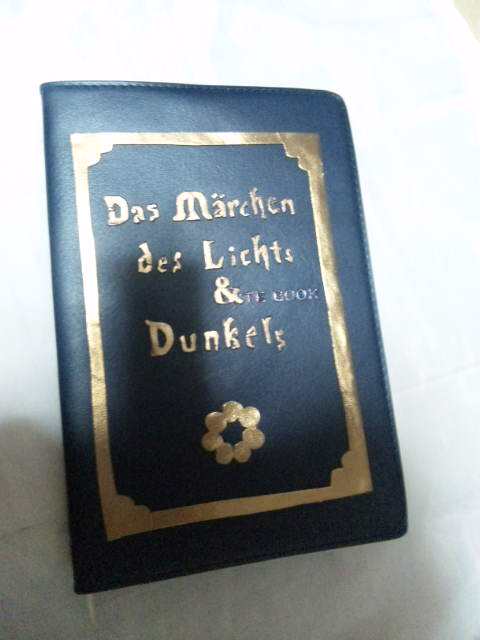 Das Märchen
des Lichts
&
Dunkels